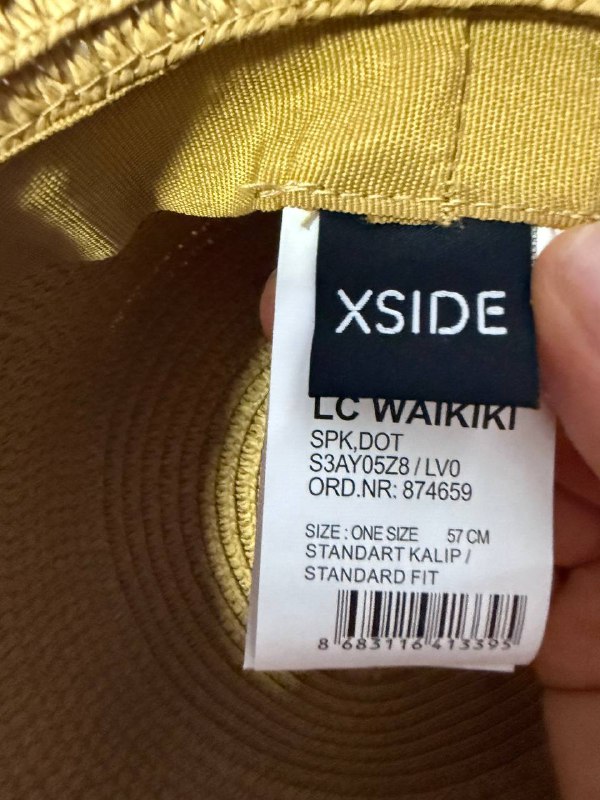 XSIDE
LC WAIKIKI
SPK,DOT
S3AY05Z8 / LV0
ORD.NR: 874659
SIZE : ONE SIZE 57 CM
STANDART KALIP /
STANDARD FIT
8 683116 413395